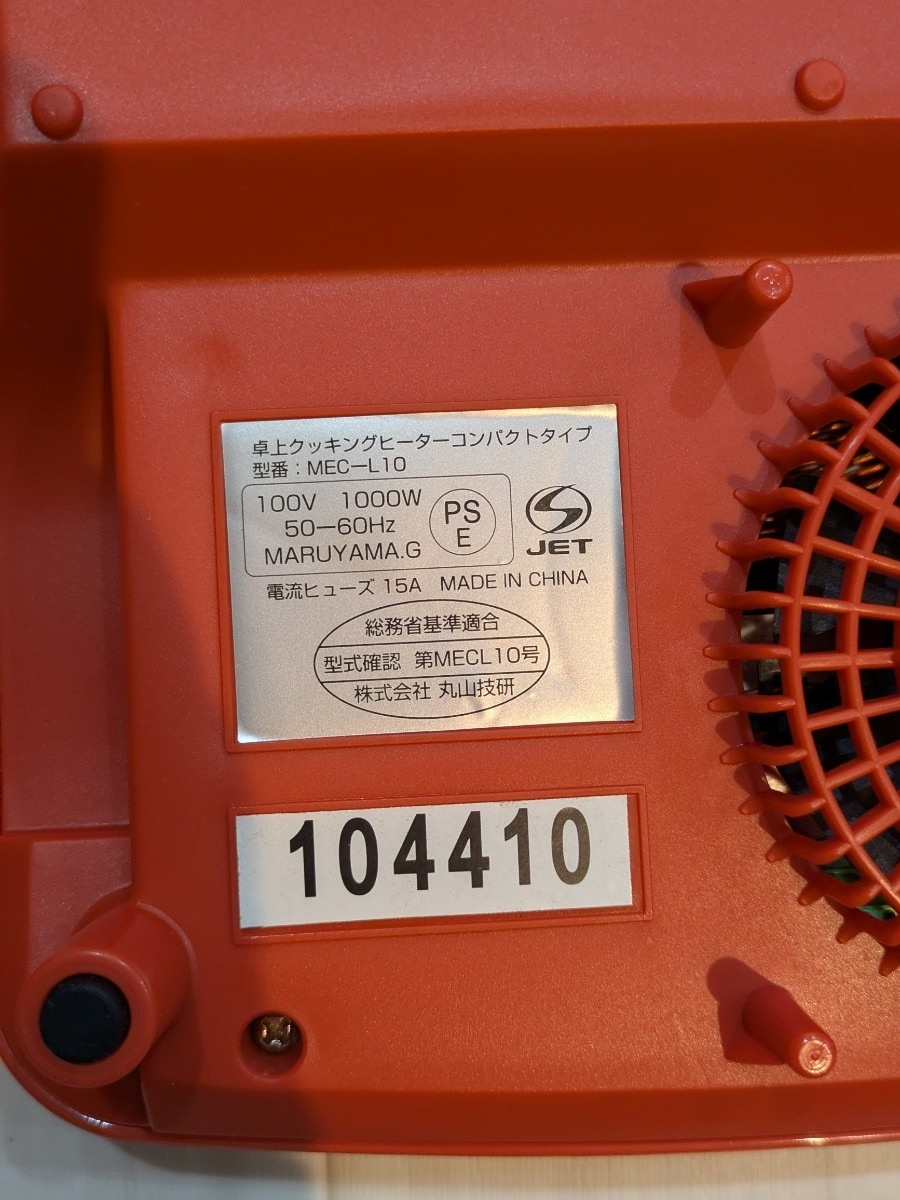 卓上クッキングヒーターコンパクトタイプ
型番：MEC－L10
100V 1000W
50－60Hz
MARUYAMA.G
PS
E
JET
電流ヒューズ 15A MADE IN CHINA
総務省基準適合
型式確認 第MECL10号
株式会社 丸山技研
104410